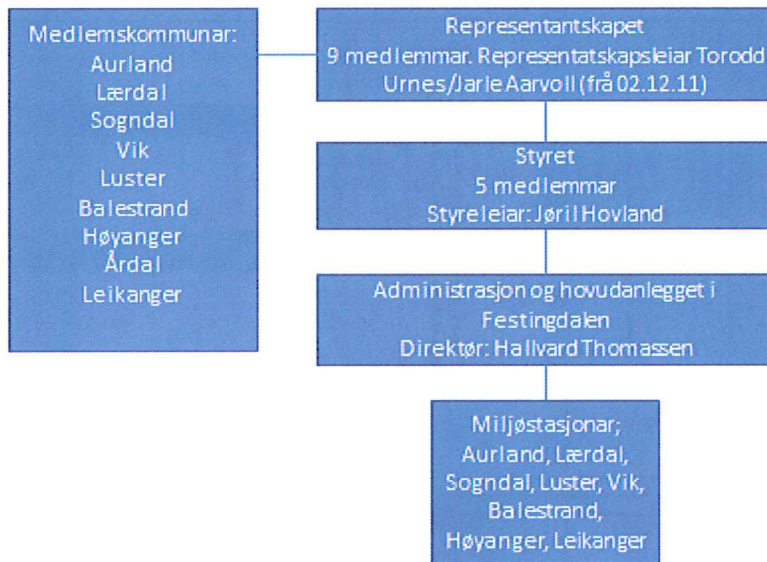 Medlemskommunar:
Aurland
Lærdal
Sogndal
Vik
Luster
Balestrand
Høyanger
Årdal
Leikanger
Representantskapet
9 medlemmar. Representatskapsleiar Torodd
Urnes/Jarle Aarvoll (frå 02.12.11)
Styret
5 medlemmar
Styreleiar: Jøril Hovland
Administrasjon og hovudanlegget i
Festingdalen
Direktør: Hallvard Thomassen
Miljøstasjonar;
Aurland, Lærdal,
Sogndal, Luster, Vik,
Balestrand,
Høyanger, Leikanger